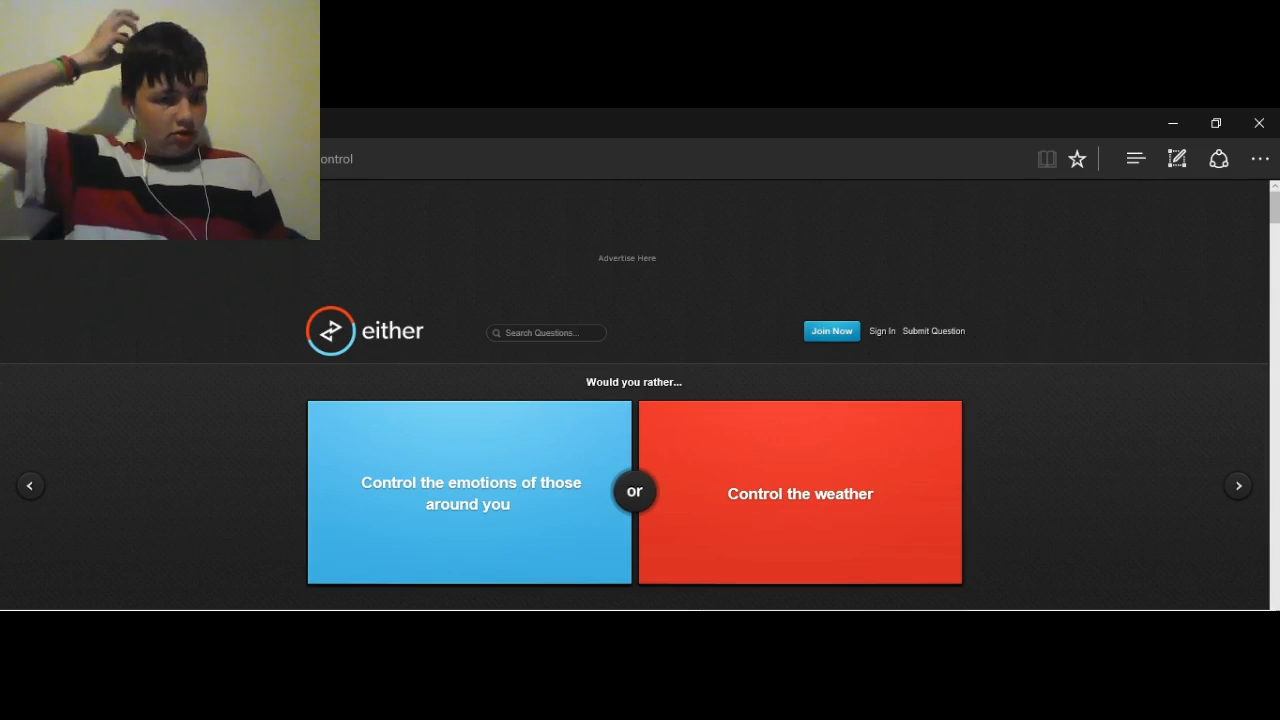 ontrol
Advertise Here
either
Search Questions...
Join Now
Sign In
Submit Question
Would you rather...
Control the emotions of those
around you
or
Control the weather